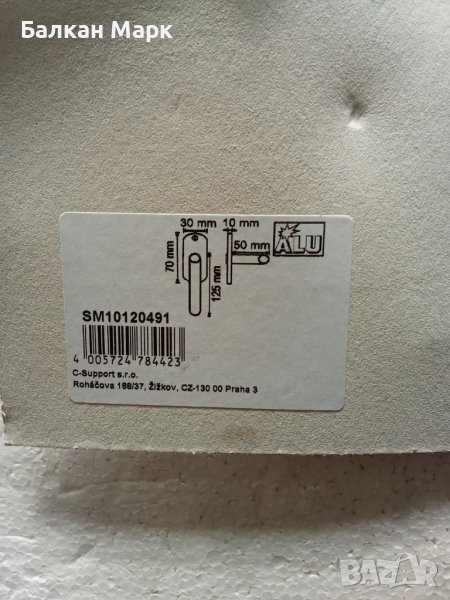 Балкан Марк
30 mm 10 mm
70 mm
50 mm
125 mm
ALU
SM10120491
4 005724 784423
C-Support s.r.o.
Roháčova 188/37, Žižkov, CZ-130 00 Praha 3
BAZAR